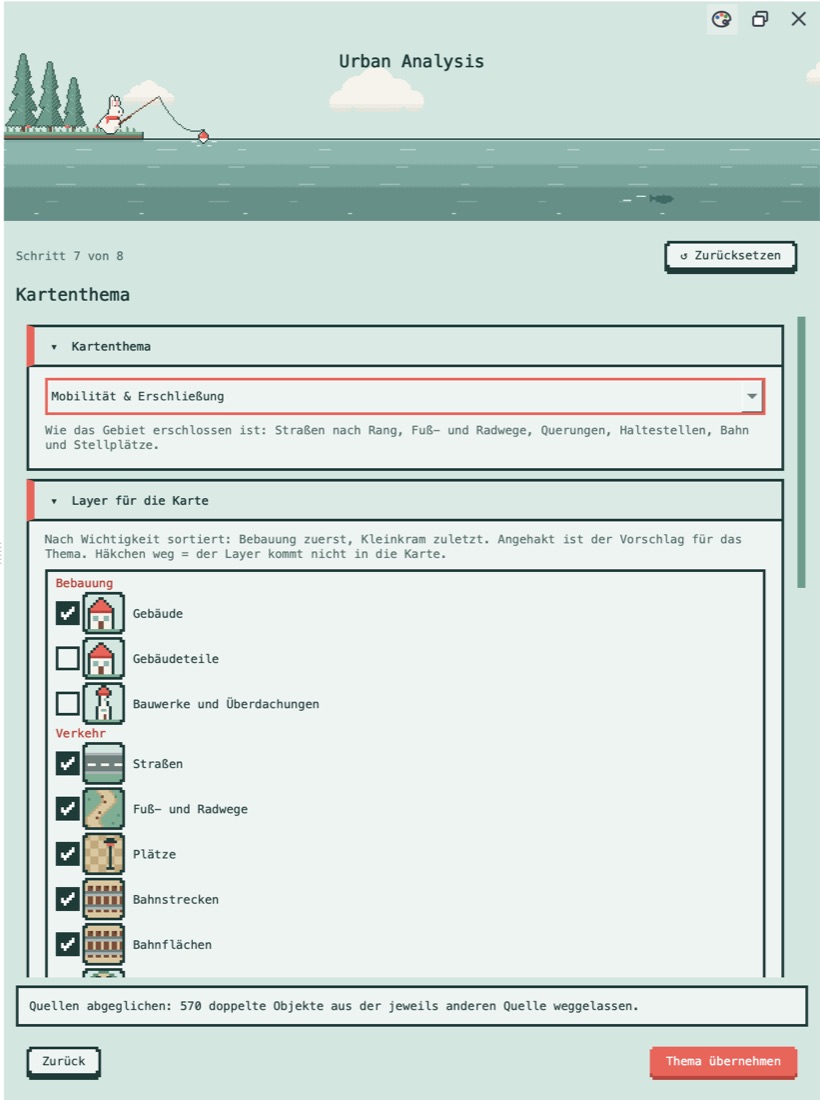 Urban Analysis
Schritt 7 von 8
↺ Zurücksetzen
Kartenthema
▾ Kartenthema
Mobilität & Erschließung
Wie das Gebiet erschlossen ist: Straßen nach Rang, Fuß- und Radwege, Querungen, Haltestellen, Bahn
und Stellplätze.
▾ Layer für die Karte
Nach Wichtigkeit sortiert: Bebauung zuerst, Kleinkram zuletzt. Angehakt ist der Vorschlag für das
Thema. Häkchen weg = der Layer kommt nicht in die Karte.
Bebauung
Gebäude
Gebäudeteile
Bauwerke und Überdachungen
Verkehr
Straßen
Fuß- und Radwege
Plätze
Bahnstrecken
Bahnflächen
Quellen abgeglichen: 570 doppelte Objekte aus der jeweils anderen Quelle weggelassen.
Zurück
Thema übernehmen